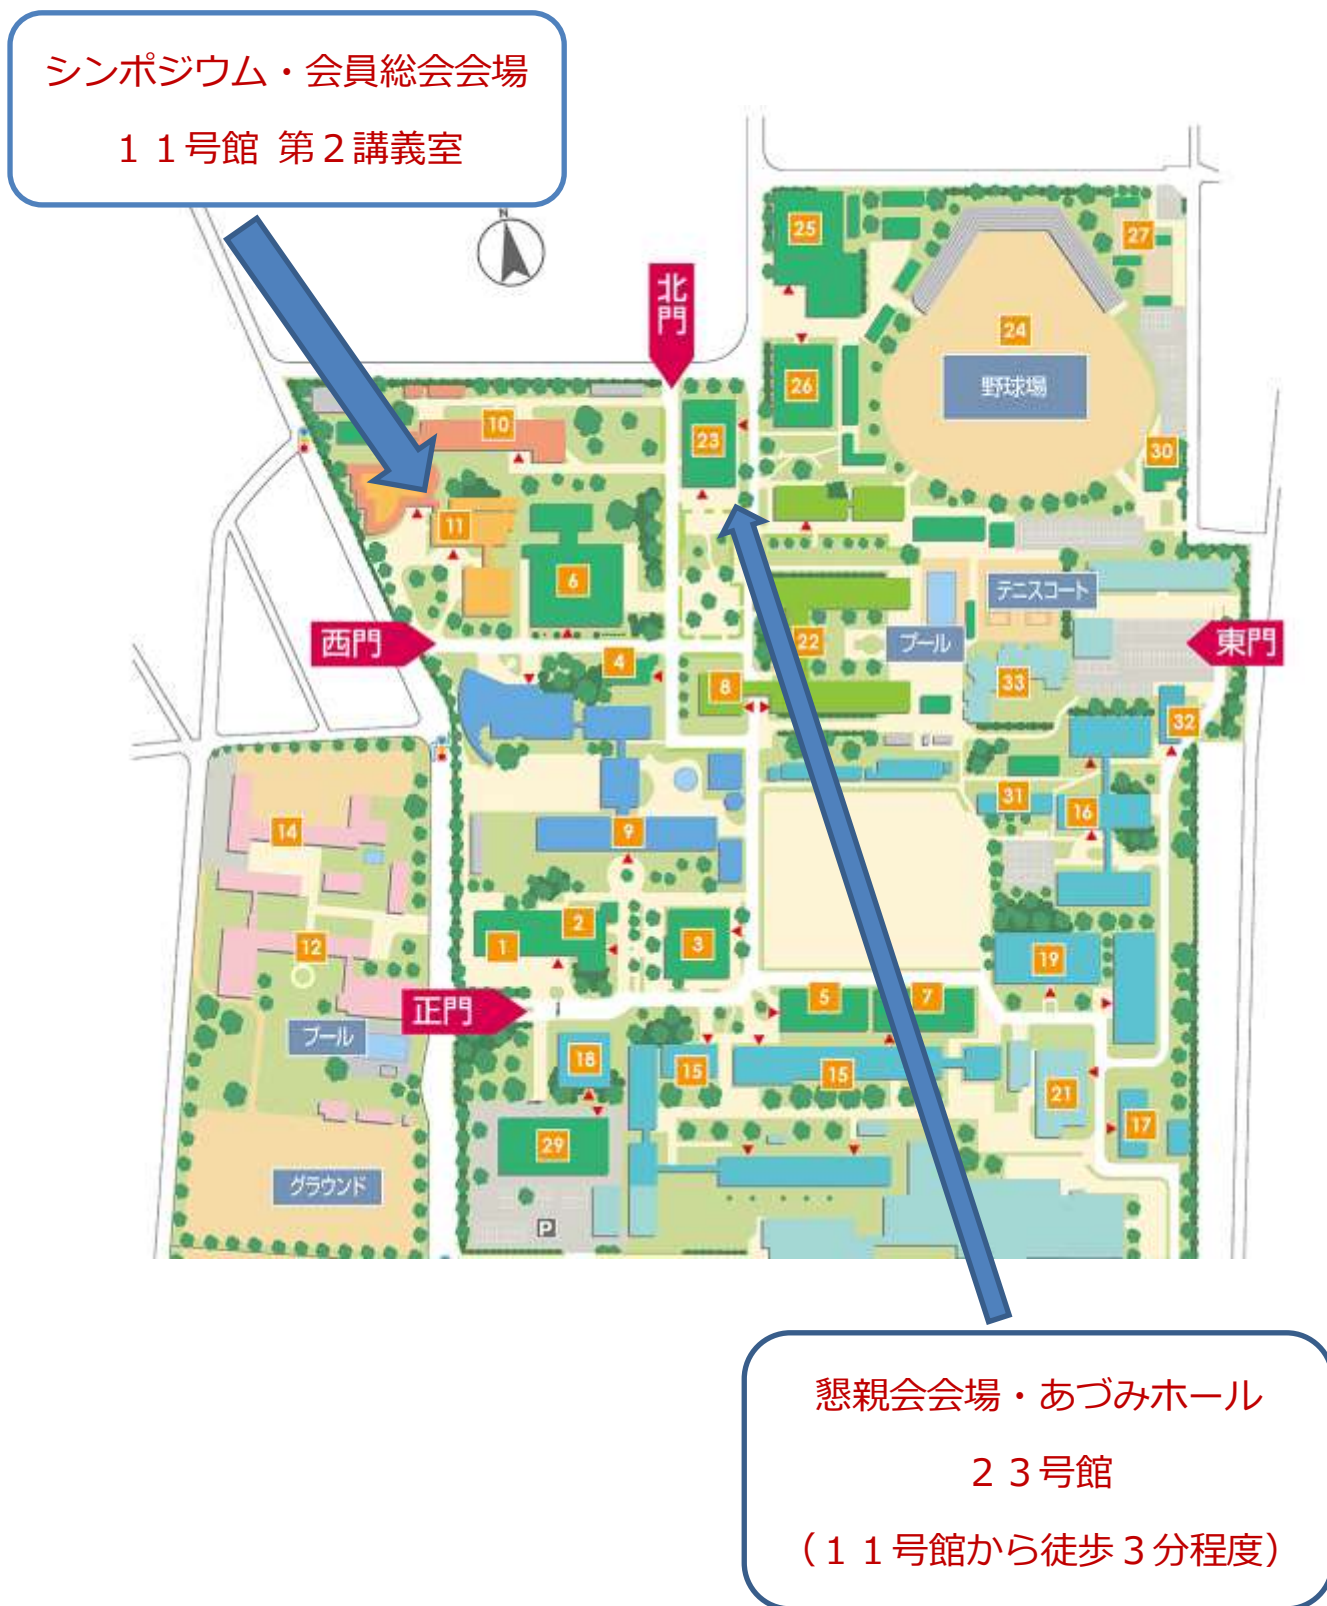 シンポジウム・会員総会会場
１１号館 第２講義室
N
北門
25
27
24
野球場
26
23
10
30
11
6
テニスコート
西門
4
8
22
プール
33
東門
32
31
16
14
9
2
1
3
12
19
正門
5
7
プール
18
15
15
21
17
29
グラウンド
P
懇親会会場・あづみホール
２３号館
（１１号館から徒歩３分程度）